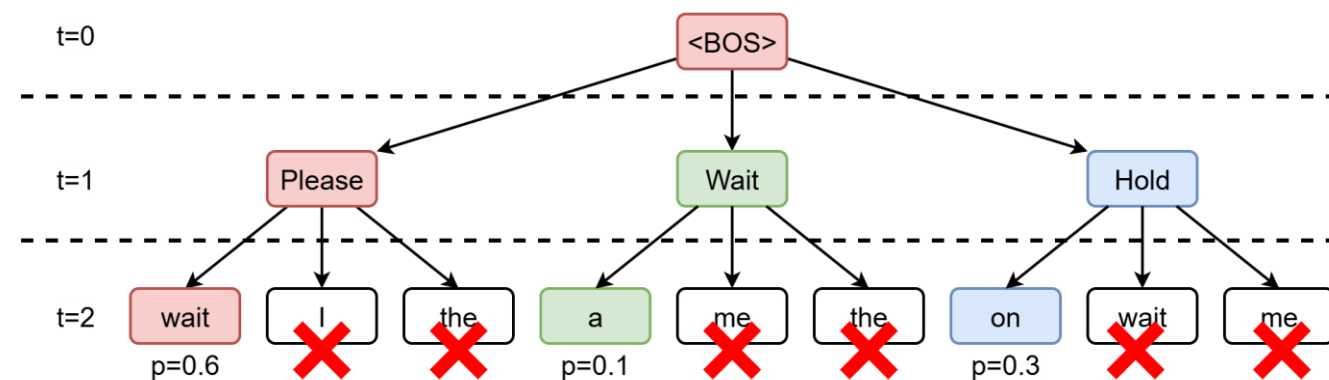 t=0 <BOS>
t=1 Please Wait Hold
t=2 wait I the a me the on wait me
p=0.6 p=0.1 p=0.3